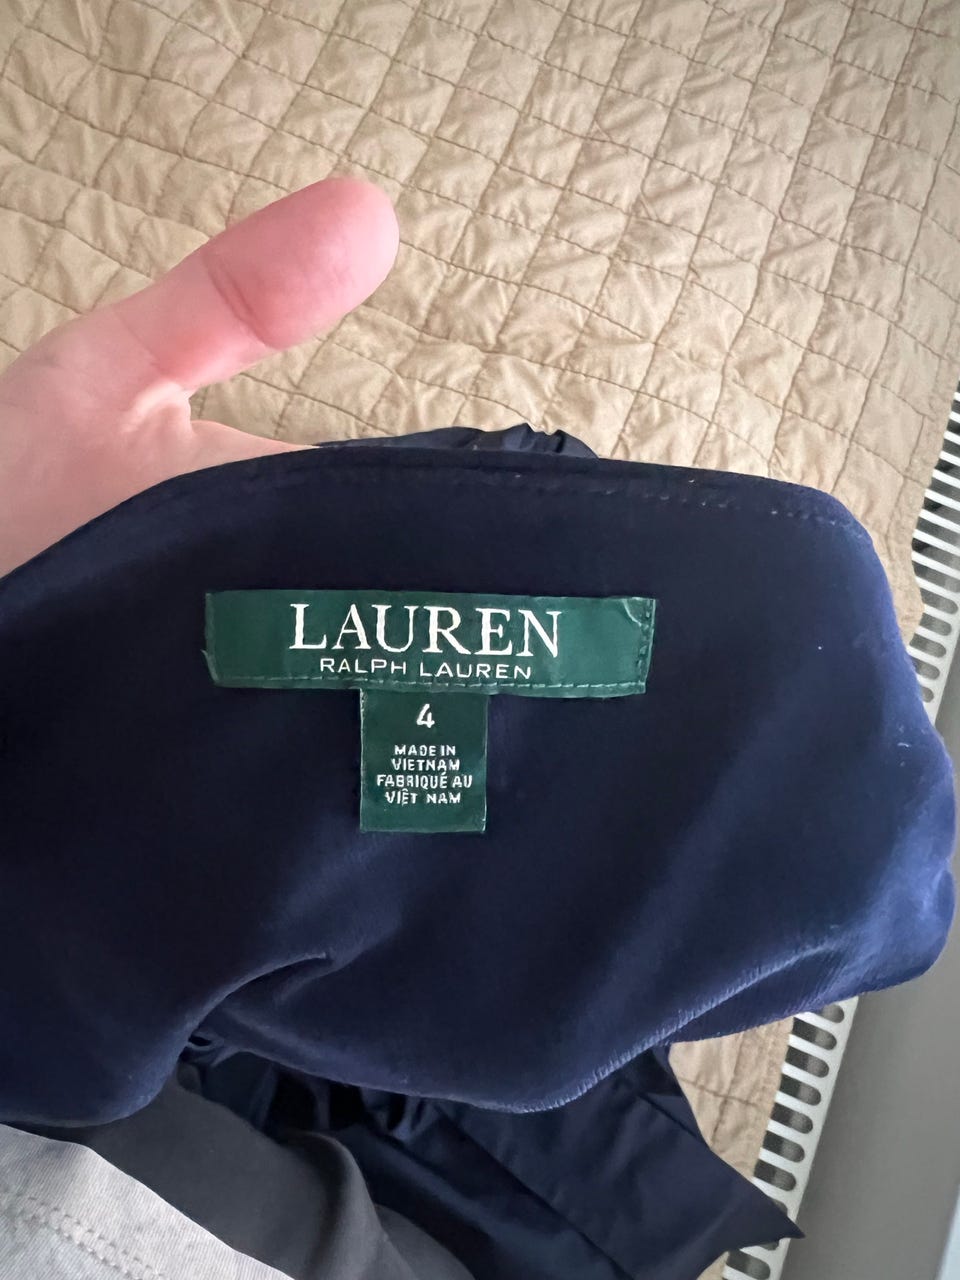 LAUREN
RALPH LAUREN
4
MADE IN
VIETNAM
FABRIQUÉ AU
VIÊT NAM